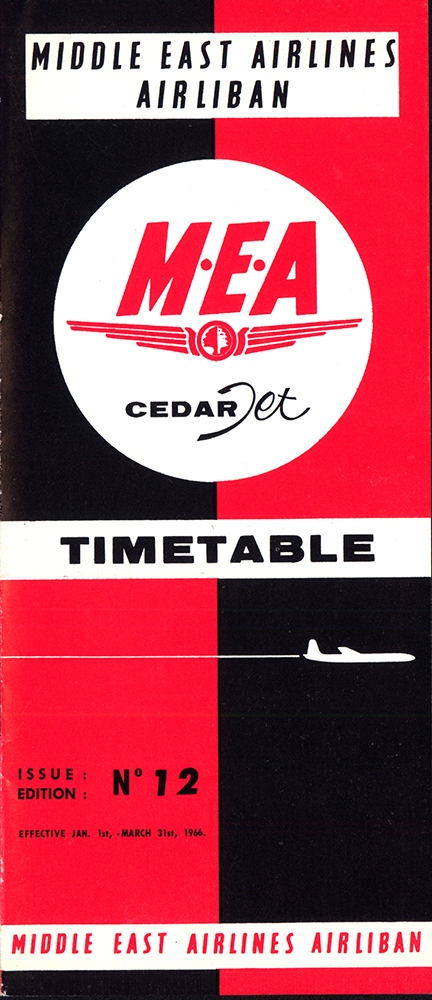 MIDDLE EAST AIRLINES
AIRLIBAN
M·E·A
CEDAR Jet
TIMETABLE
ISSUE :
EDITION :
Nº 12
EFFECTIVE JAN. 1st, -MARCH 31st, 1966.
MIDDLE EAST AIRLINES AIRLIBAN